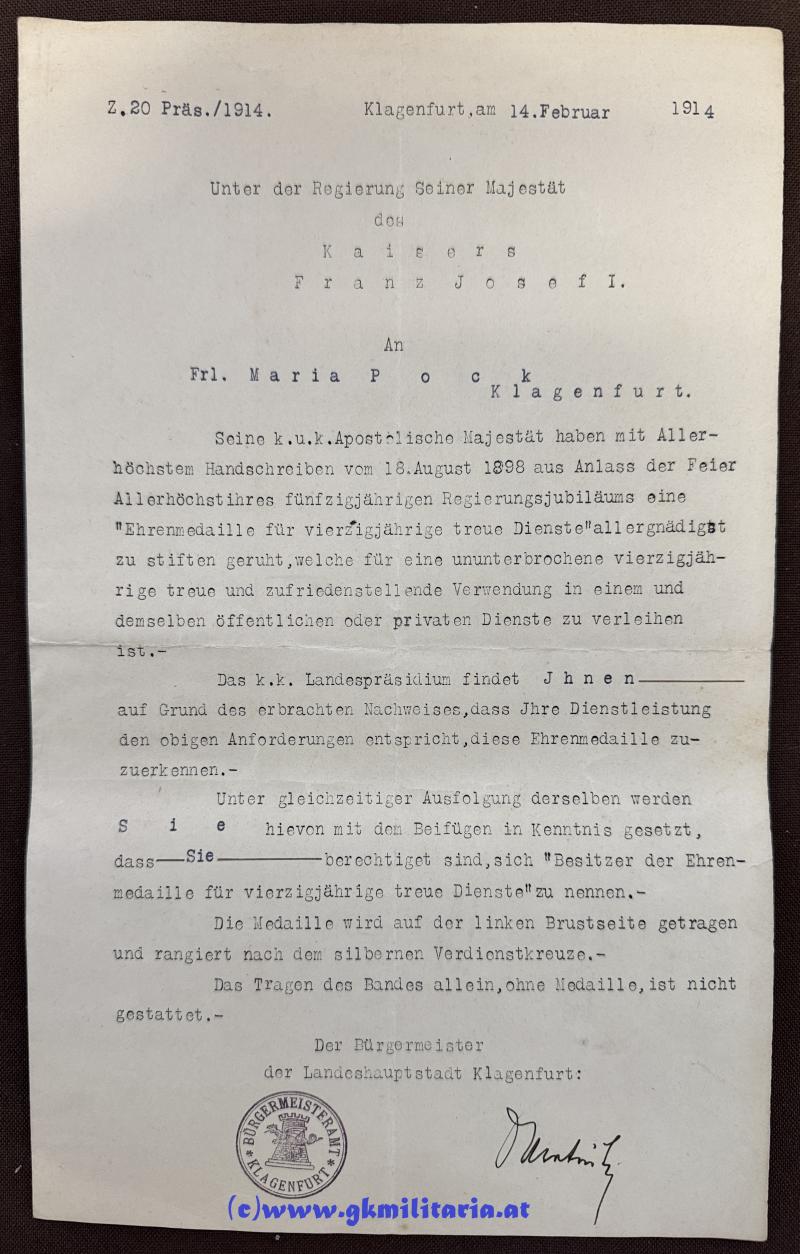 Z.20 Präs./1914. Klagenfurt,am 14.Februar 1914
Unter der Regierung Seiner Majestät
des
K a i s e r s
F r a n z J o s e f I.
An
Frl. M a r i a P o c k
K l a g e n f u r t.
Seine k.u.k.Apostolische Majestät haben mit Aller-
höchstem Handschreiben vom 18.August 1898 aus Anlass der Feier
Allerhöchstihres fünfzigjährigen Regierungsjubiläums eine
"Ehrenmedaille für vierzigjährige treue Dienste"allergnädigst
zu stiften geruht,welche für eine ununterbrochene vierzigjäh-
rige treue und zufriedenstellende Verwendung in einem und
demselben öffentlichen oder privaten Dienste zu verleihen
ist.-
Das k.k. Landespräsidium findet J h n e n
auf Grund des erbrachten Nachweises,dass Jhre Dienstleistung
den obigen Anforderungen entspricht,diese Ehrenmedaille zu-
zuerkennen.-
Unter gleichzeitiger Ausfolgung derselben werden
S i e hievon mit dem Beifügen in Kenntnis gesetzt,
dass—Sie—berechtiget sind,sich "Besitzer der Ehren-
medaille für vierzigjährige treue Dienste"zu nennen.-
Die Medaille wird auf der linken Brustseite getragen
und rangiert nach dem silbernen Verdienstkreuze.-
Das Tragen des Bandes allein,ohne Medaille,ist nicht
gestattet.-
Der Bürgermeister
der Landeshauptstadt Klagenfurt:
* BÜRGERMEISTERAMT * KLAGENFURT
(c)www.gkmilitaria.at